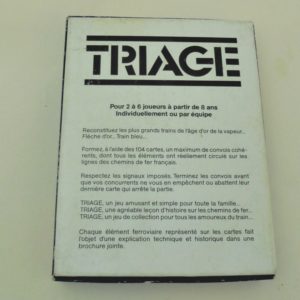 TRIAGE
Pour 2 à 6 joueurs à partir de 8 ans
Individuellement ou par équipe
Reconstituez les plus grands trains de l'âge d'or de la vapeur...
Flèche d'or... Train bleu...
Formez, à l'aide des 104 cartes, un maximum de convois cohé-
rents, dont tous les éléments ont réellement circulé sur les
lignes des chemins de fer français.
Respectez les signaux imposés. Terminez les convois avant
que vos concurrents ne vous en empêchent ou abattent leur
dernière carte qui arrête la partie.
TRIAGE, un jeu amusant et simple pour toute la famille...
TRIAGE, une agréable leçon d'histoire sur les chemins de fer...
TRIAGE, un jeu de collection pour tous les amoureux du train...
Chaque élément ferroviaire représenté sur les cartes fait
l'objet d'une explication technique et historique dans une
brochure jointe.